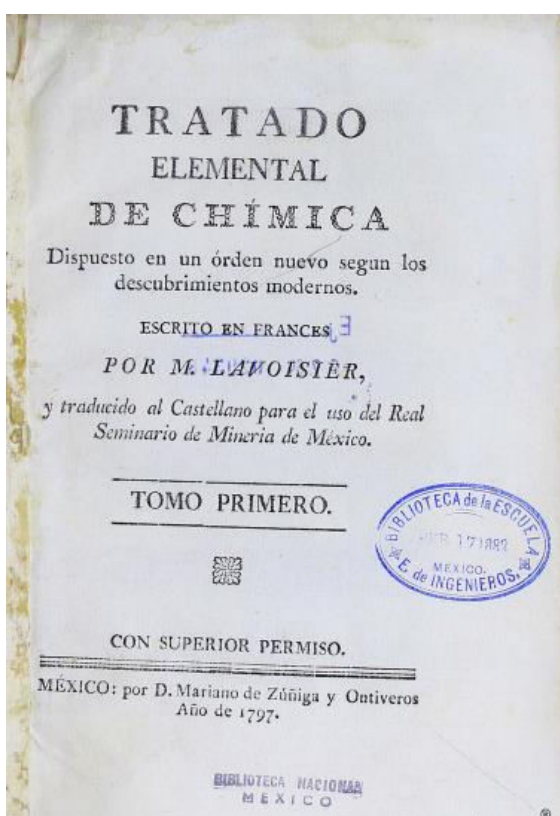 TRATADO
ELEMENTAL
DE CHÍMICA
Dispuesto en un órden nuevo segun los
descubrimientos modernos.
ESCRITO EN FRANCES
POR M. LAVOISIER,
y traducido al Castellano para el uso del Real
Seminario de Mineria de México.
TOMO PRIMERO.
BIBLIOTECA de la ESCUELA
1882
MEXICO.
E. de INGENIEROS.
CON SUPERIOR PERMISO.
MÉXICO: por D. Mariano de Zúñiga y Ontiveros
Año de 1797.
BIBLIOTECA NACIONAL
MEXICO